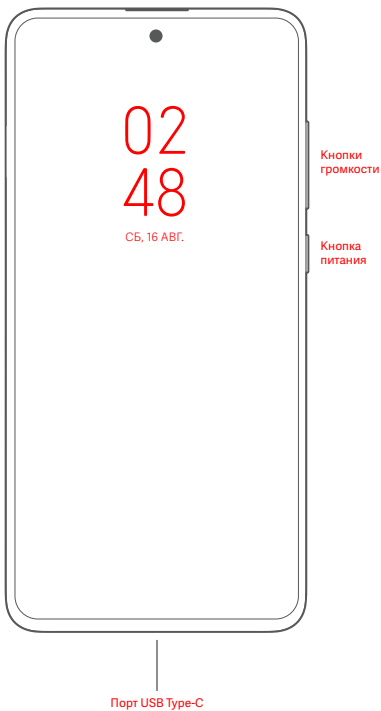 02
48
СБ, 16 АВГ.
Кнопки
громкости
Кнопка
питания
Порт USB Type-C